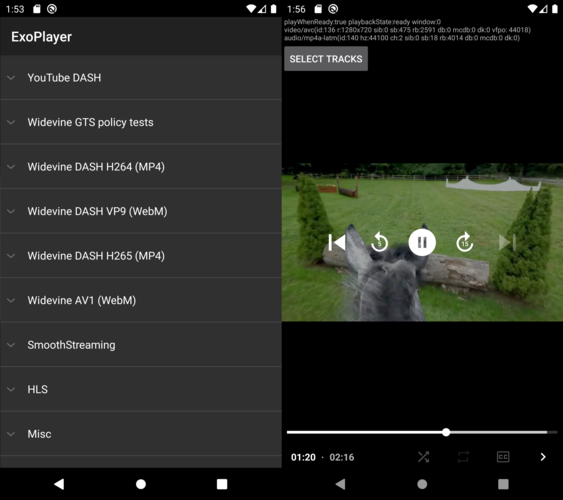 1:53
ExoPlayer
YouTube DASH
Widevine GTS policy tests
Widevine DASH H264 (MP4)
Widevine DASH VP9 (WebM)
Widevine DASH H265 (MP4)
Widevine AV1 (WebM)
SmoothStreaming
HLS
Misc
1:56
playWhenReady:true playbackState:ready window:0
video/avc(id:136 r:1280x720 sib:0 sb:475 rb:2591 db:0 mcdb:0 dk:0 vfpo: 44018)
audio/mp4a-latm(id:140 hz:44100 ch:2 sib:0 sb:18 rb:4014 db:0 mcdb:0 dk:0)
SELECT TRACKS
5
15
01:20 · 02:16
CC